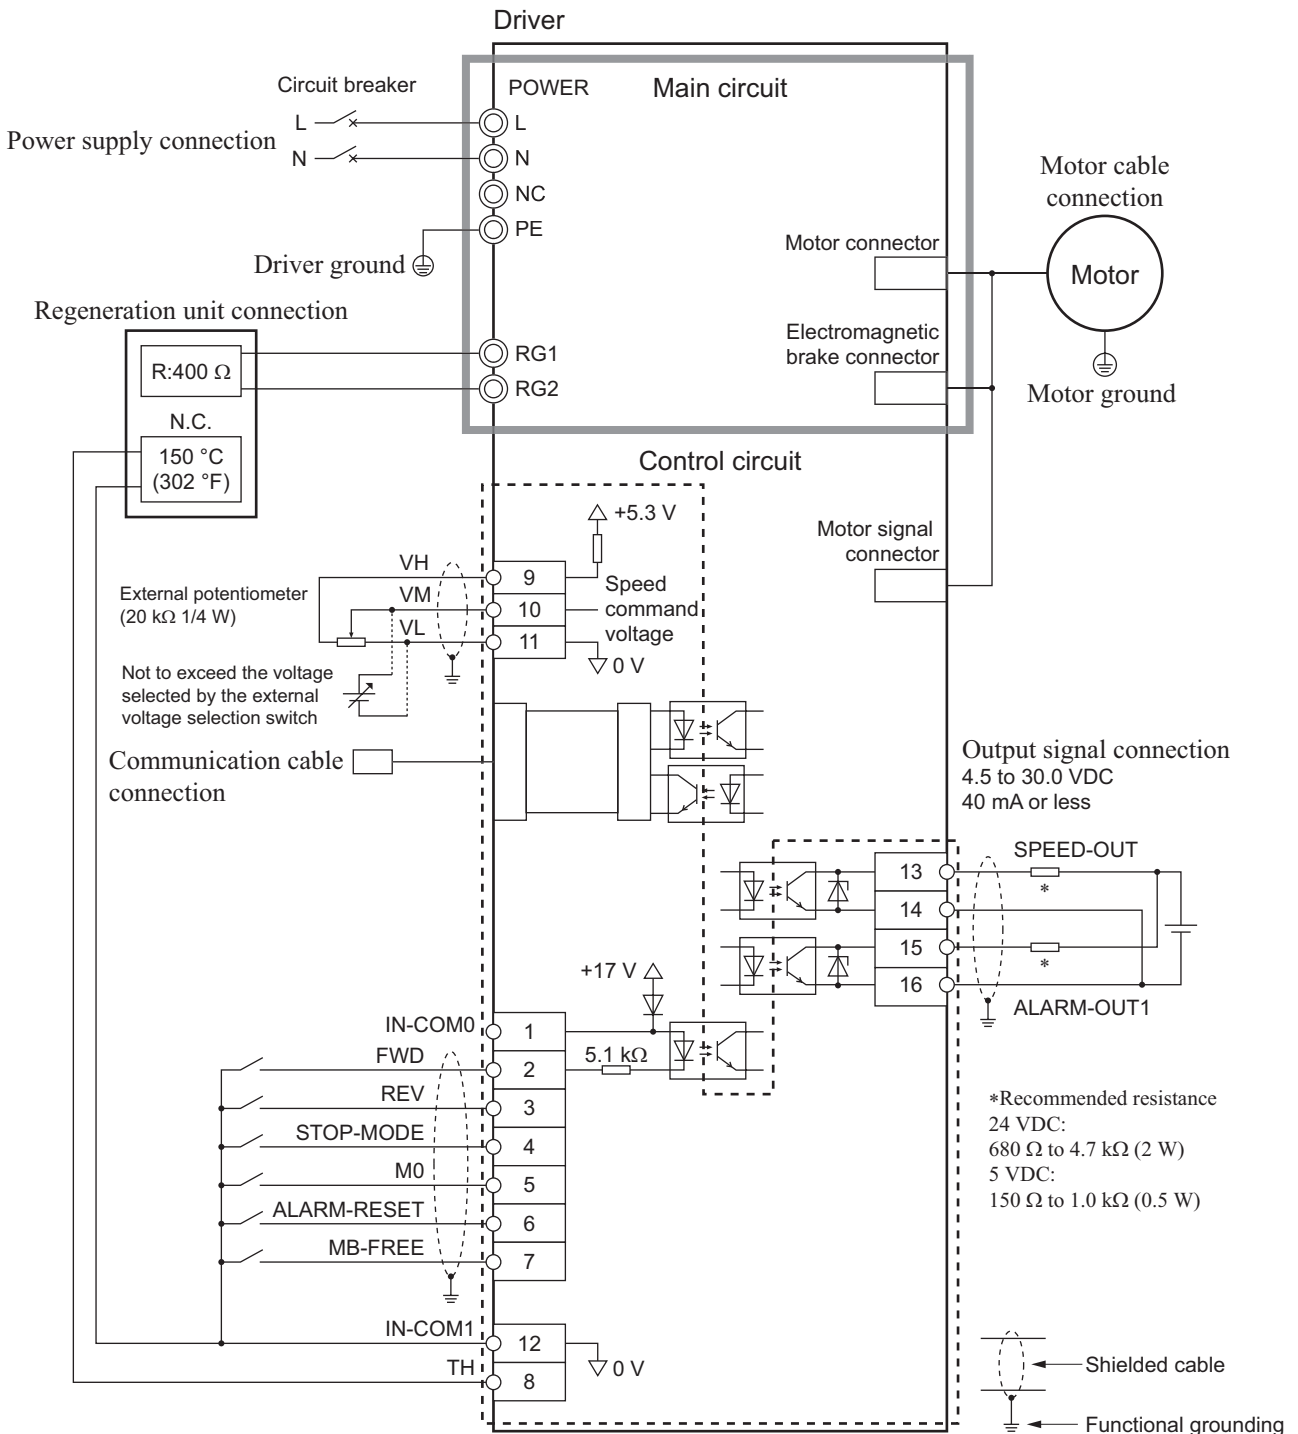 Driver
Circuit breaker
POWER
Main circuit
L
L
Power supply connection
N
N
NC
PE
Driver ground
Motor cable
connection
Motor connector
Motor
Electromagnetic
brake connector
Motor ground
Regeneration unit connection
R:400 Ω
RG1
RG2
N.C.
150 °C
(302 °F)
Control circuit
+5.3 V
Motor signal
connector
VH
9
Speed
command
voltage
External potentiometer
(20 kΩ 1/4 W)
VM
10
VL
11
0 V
Not to exceed the voltage
selected by the external
voltage selection switch
Communication cable
connection
Output signal connection
4.5 to 30.0 VDC
40 mA or less
SPEED-OUT
13
*
14
15
*
16
ALARM-OUT1
+17 V
IN-COM0
1
FWD
2
5.1 kΩ
REV
3
STOP-MODE
4
M0
5
ALARM-RESET
6
MB-FREE
7
*Recommended resistance
24 VDC:
680 Ω to 4.7 kΩ (2 W)
5 VDC:
150 Ω to 1.0 kΩ (0.5 W)
IN-COM1
12
0 V
TH
8
Shielded cable
Functional grounding